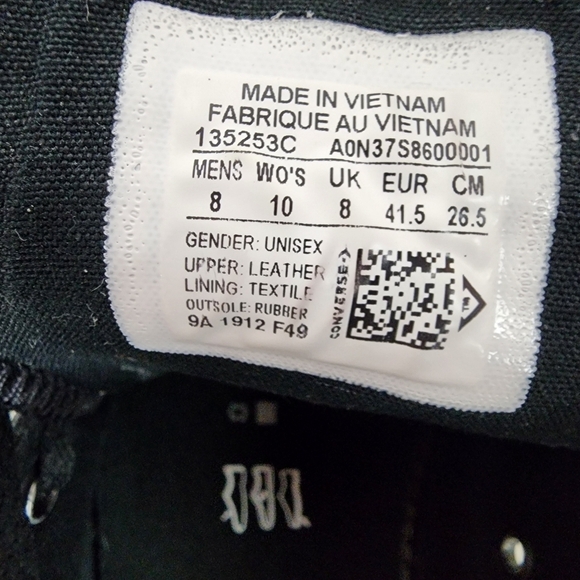 MADE IN VIETNAM
FABRIQUE AU VIETNAM
135253C A0N37S8600001
MENS WO'S UK EUR CM
8 10 8 41.5 26.5
GENDER: UNISEX
UPPER: LEATHER
LINING: TEXTILE
OUTSOLE: RUBBER
9A 1912 F49
CONVERSE